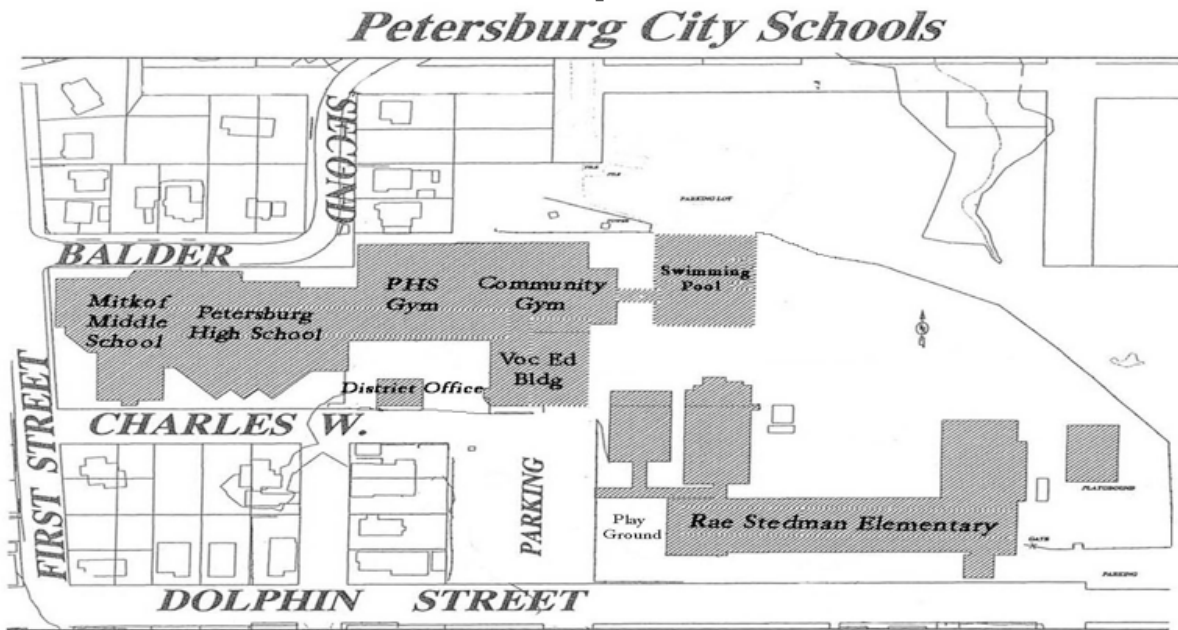 Petersburg City Schools
SECOND
PARKING LOT
BALDER
Mitkof
Middle
School
Petersburg
High School
PHS
Gym
Community
Gym
Swimming
Pool
Voc Ed
Bldg
District Office
CHARLES W.
FIRST STREET
PARKING
Play
Ground
Rae Stedman Elementary
PLAYGROUND
GATE
PARKING
DOLPHIN STREET